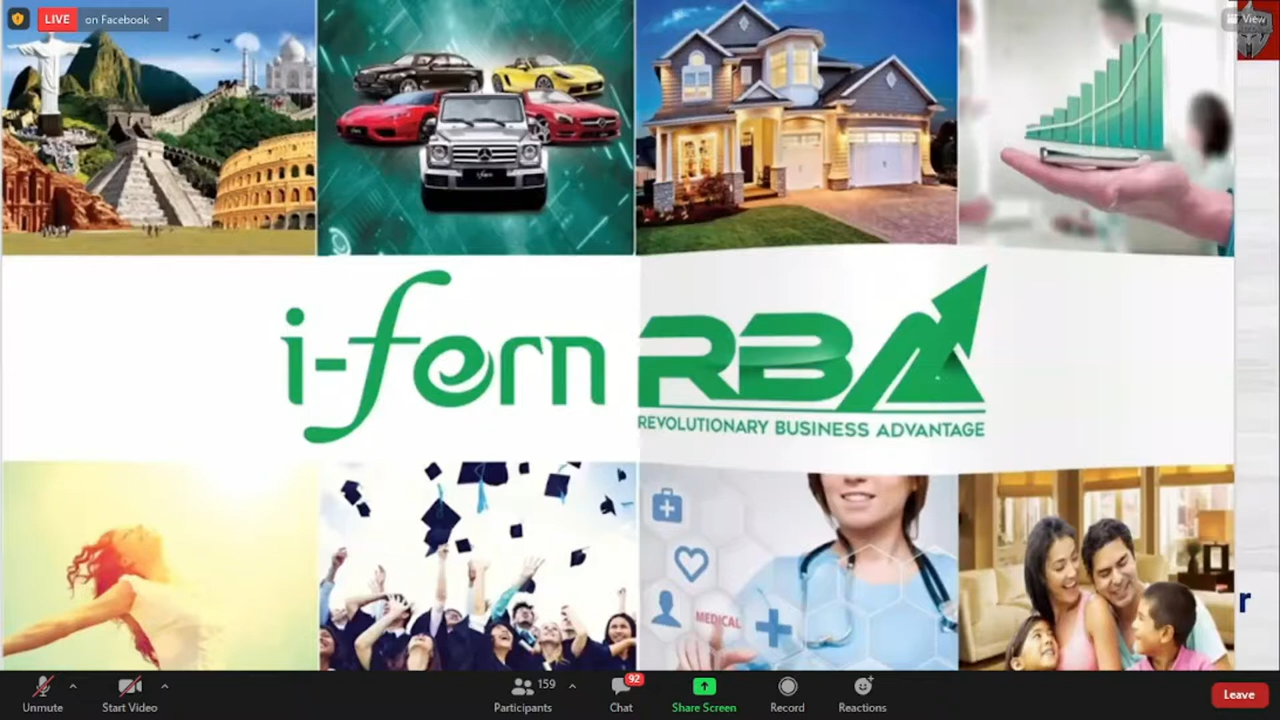 LIVE on Facebook
View
i-fern
i-fern RBA
REVOLUTIONARY BUSINESS ADVANTAGE
MEDICAL
r
159
92
Unmute
Start Video
Participants
Chat
Share Screen
Record
Reactions
Leave